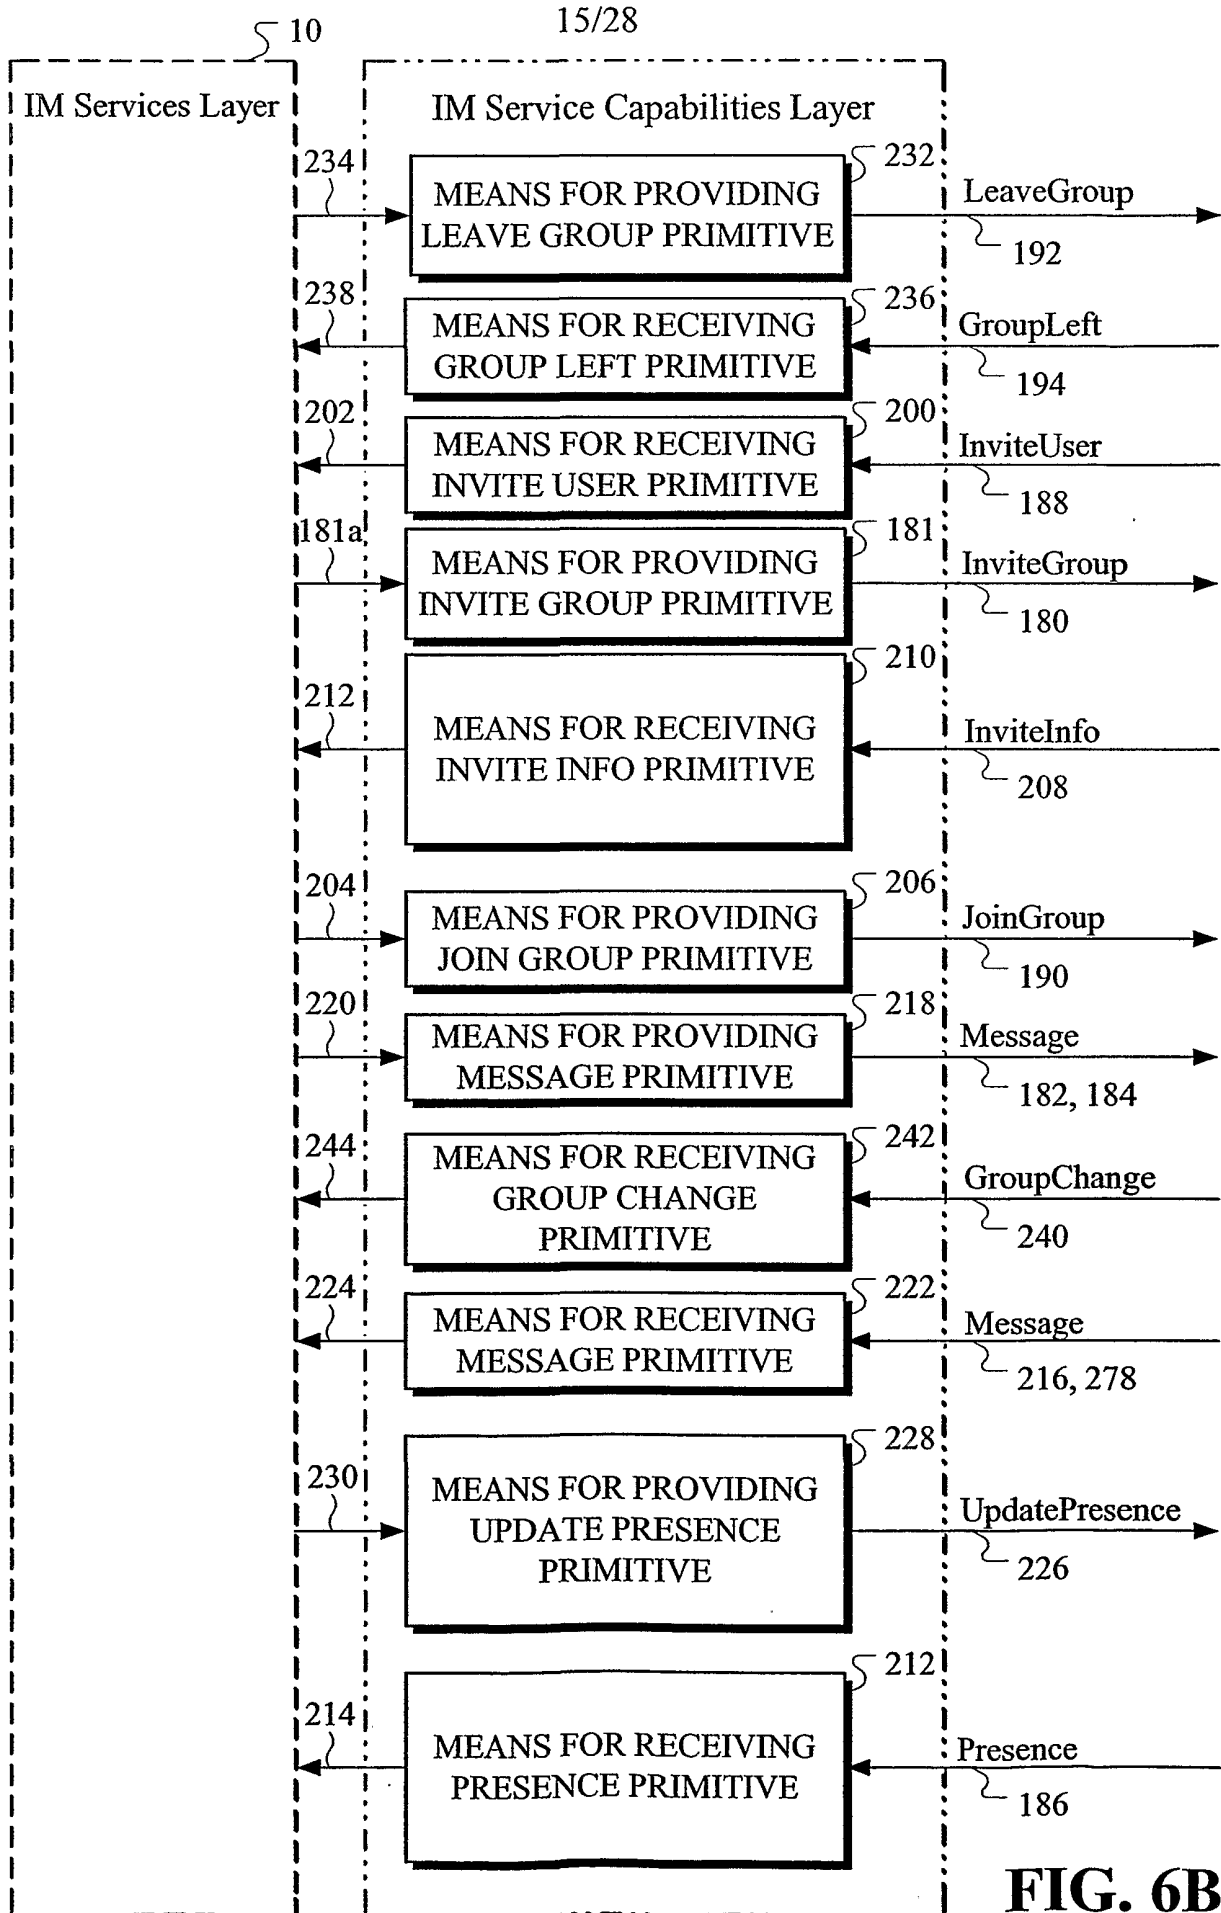 15/28
10
IM Services Layer
IM Service Capabilities Layer
234
MEANS FOR PROVIDING
LEAVE GROUP PRIMITIVE
232
LeaveGroup
192
238
MEANS FOR RECEIVING
GROUP LEFT PRIMITIVE
236
GroupLeft
194
202
MEANS FOR RECEIVING
INVITE USER PRIMITIVE
200
InviteUser
188
181a
MEANS FOR PROVIDING
INVITE GROUP PRIMITIVE
181
InviteGroup
180
212
MEANS FOR RECEIVING
INVITE INFO PRIMITIVE
210
InviteInfo
208
204
MEANS FOR PROVIDING
JOIN GROUP PRIMITIVE
206
JoinGroup
190
220
MEANS FOR PROVIDING
MESSAGE PRIMITIVE
218
Message
182, 184
244
MEANS FOR RECEIVING
GROUP CHANGE
PRIMITIVE
242
GroupChange
240
224
MEANS FOR RECEIVING
MESSAGE PRIMITIVE
222
Message
216, 278
230
MEANS FOR PROVIDING
UPDATE PRESENCE
PRIMITIVE
228
UpdatePresence
226
214
MEANS FOR RECEIVING
PRESENCE PRIMITIVE
212
Presence
186
FIG. 6B